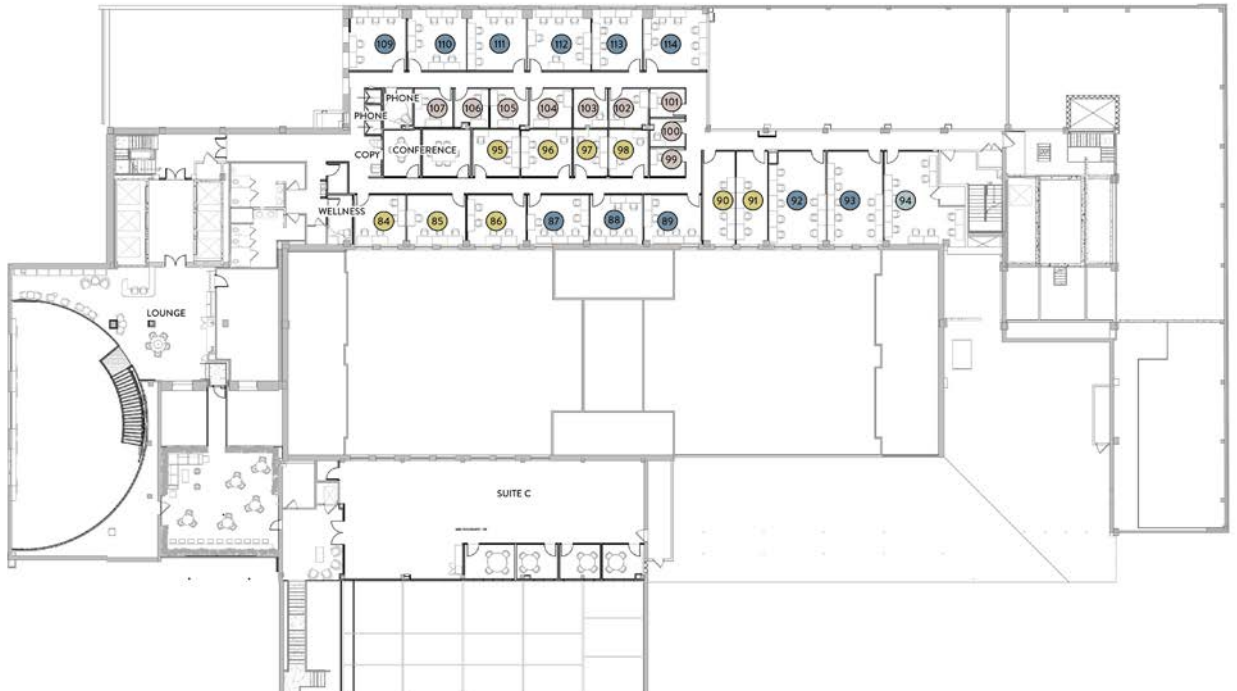 109 110 111 112 113 114
PHONE
107 106 105 104 103 102 101
PHONE
100
COPY CONFERENCE 95 96 97 98
99
WELLNESS
84 85 86 87 88 89 90 91 92 93 94
LOUNGE
SUITE C